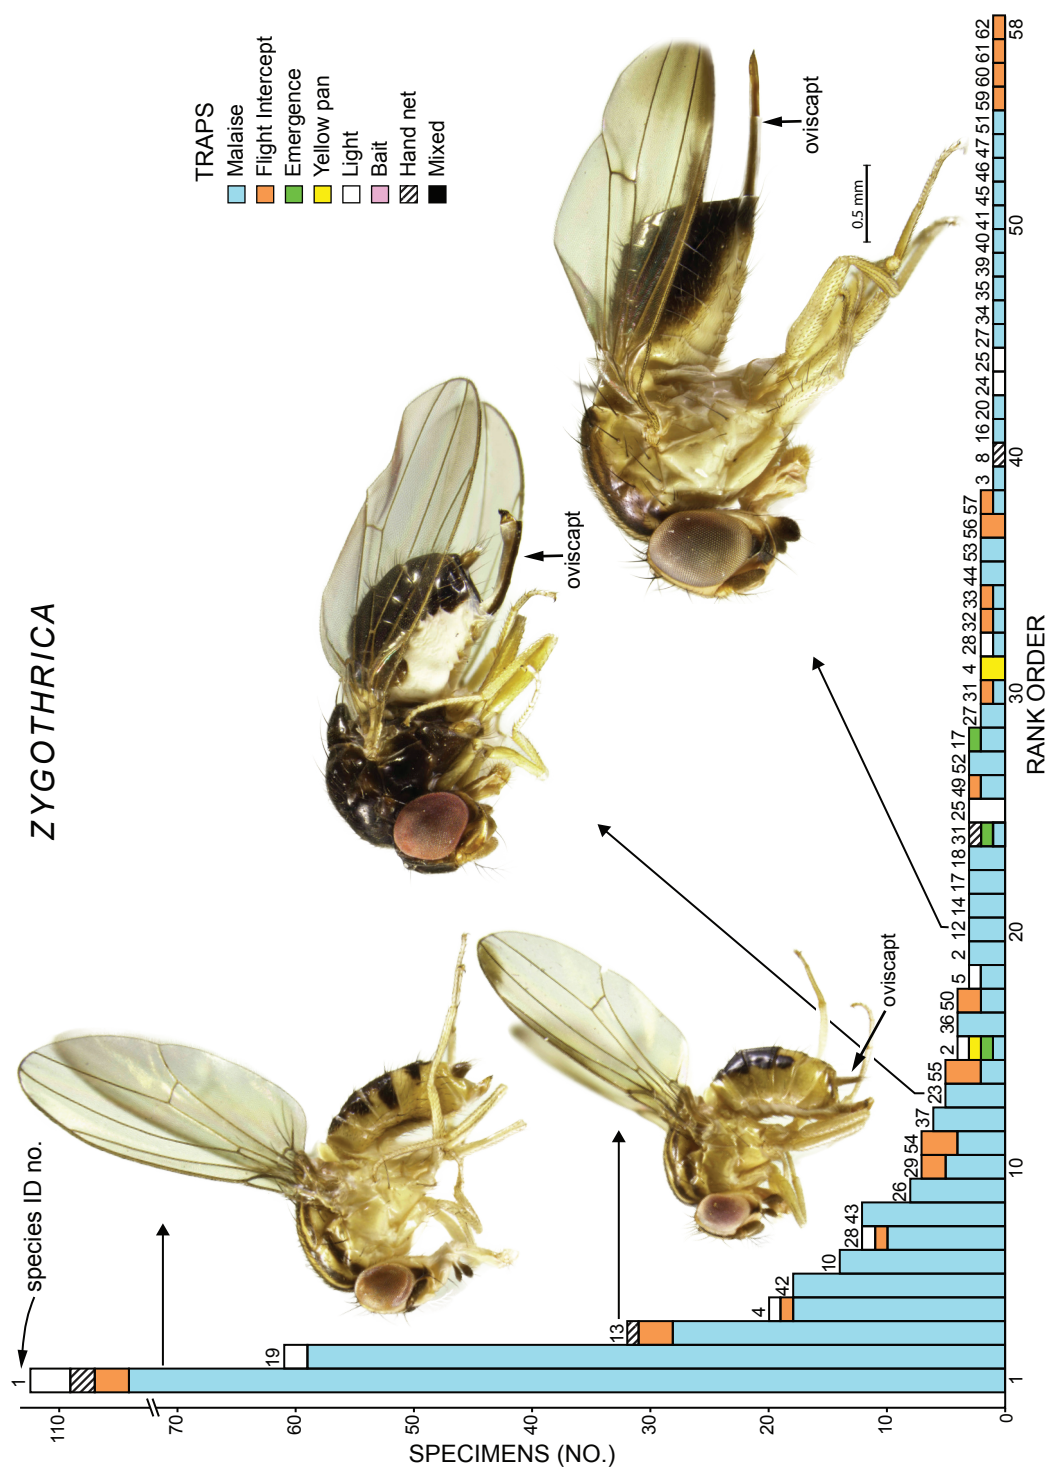 ZYGOTHRICA
TRAPS
Malaise
Flight Intercept
Emergence
Yellow pan
Light
Bait
Hand net
Mixed
species ID no.
oviscapt
oviscapt
oviscapt
0.5 mm
SPECIMENS (NO.)
110
70
60
50
40
30
20
10
0
1 19 13 4 42 10 28 43 26 29 54 37 23 55 2 36 50 5 2 12 14 17 18 31 25 49 52 17 27 31 4 28 32 33 44 53 56 57 3 8 16 20 24 25 27 34 35 39 40 41 45 46 47 51 59 60 61 62
1 10 20 30 40 50 58
RANK ORDER